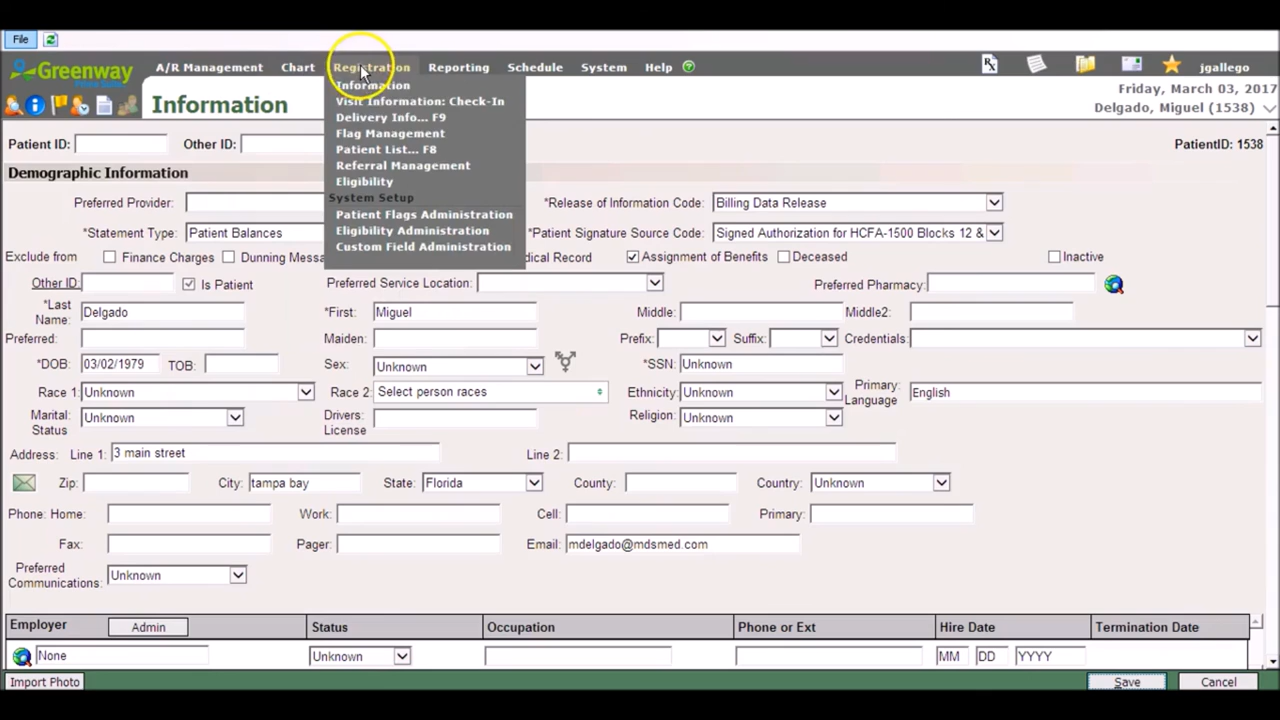 File
Greenway
A/R Management Chart Registration Reporting Schedule System Help jgallego
Friday, March 03, 2017
Information
Delgado, Miguel (1538)
Information
Visit Information: Check-In
Delivery Info... F9
Flag Management
Patient List... F8
Referral Management
Eligibility
System Setup
Patient Flags Administration
Eligibility Administration
Custom Field Administration
Patient ID: Other ID: PatientID: 1538
Demographic Information
Preferred Provider: *Release of Information Code: Billing Data Release
*Statement Type: Patient Balances *Patient Signature Source Code: Signed Authorization for HCFA-1500 Blocks 12 &
Exclude from Finance Charges Dunning Messa dical Record Assignment of Benefits Deceased Inactive
Other ID: Is Patient Preferred Service Location: Preferred Pharmacy:
*Last Name: Delgado *First: Miguel Middle: Middle2:
Preferred: Maiden: Prefix: Suffix: Credentials:
*DOB: 03/02/1979 TOB: Sex: Unknown *SSN: Unknown
Race 1: Unknown Race 2: Select person races Ethnicity: Unknown Primary Language: English
Marital Status Unknown Drivers License Religion: Unknown
Address: Line 1: 3 main street Line 2:
Zip: City: tampa bay State: Florida County: Country: Unknown
Phone: Home: Work: Cell: Primary:
Fax: Pager: Email: mdelgado@mdsmed.com
Preferred Communications: Unknown
Employer Admin Status Occupation Phone or Ext Hire Date Termination Date
None Unknown MM DD YYYY
Import Photo Save Cancel